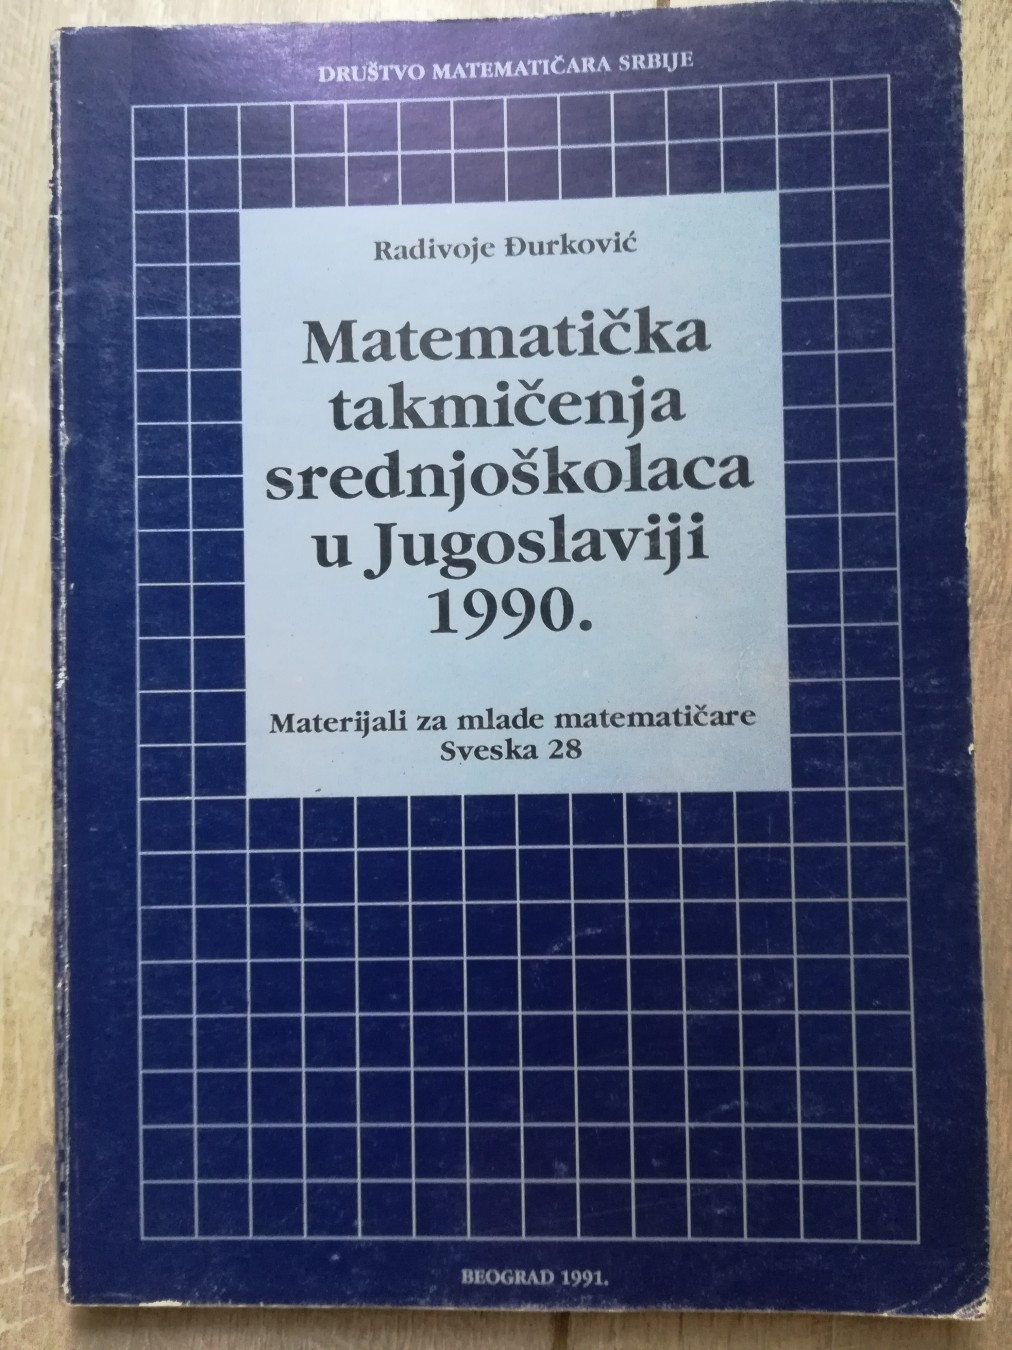 DRUŠTVO MATEMATIČARA SRBIJE
Radivoje Đurković
Matematička
takmičenja
srednjoškolaca
u Jugoslaviji
1990.
Materijali za mlade matematičare
Sveska 28
BEOGRAD 1991.